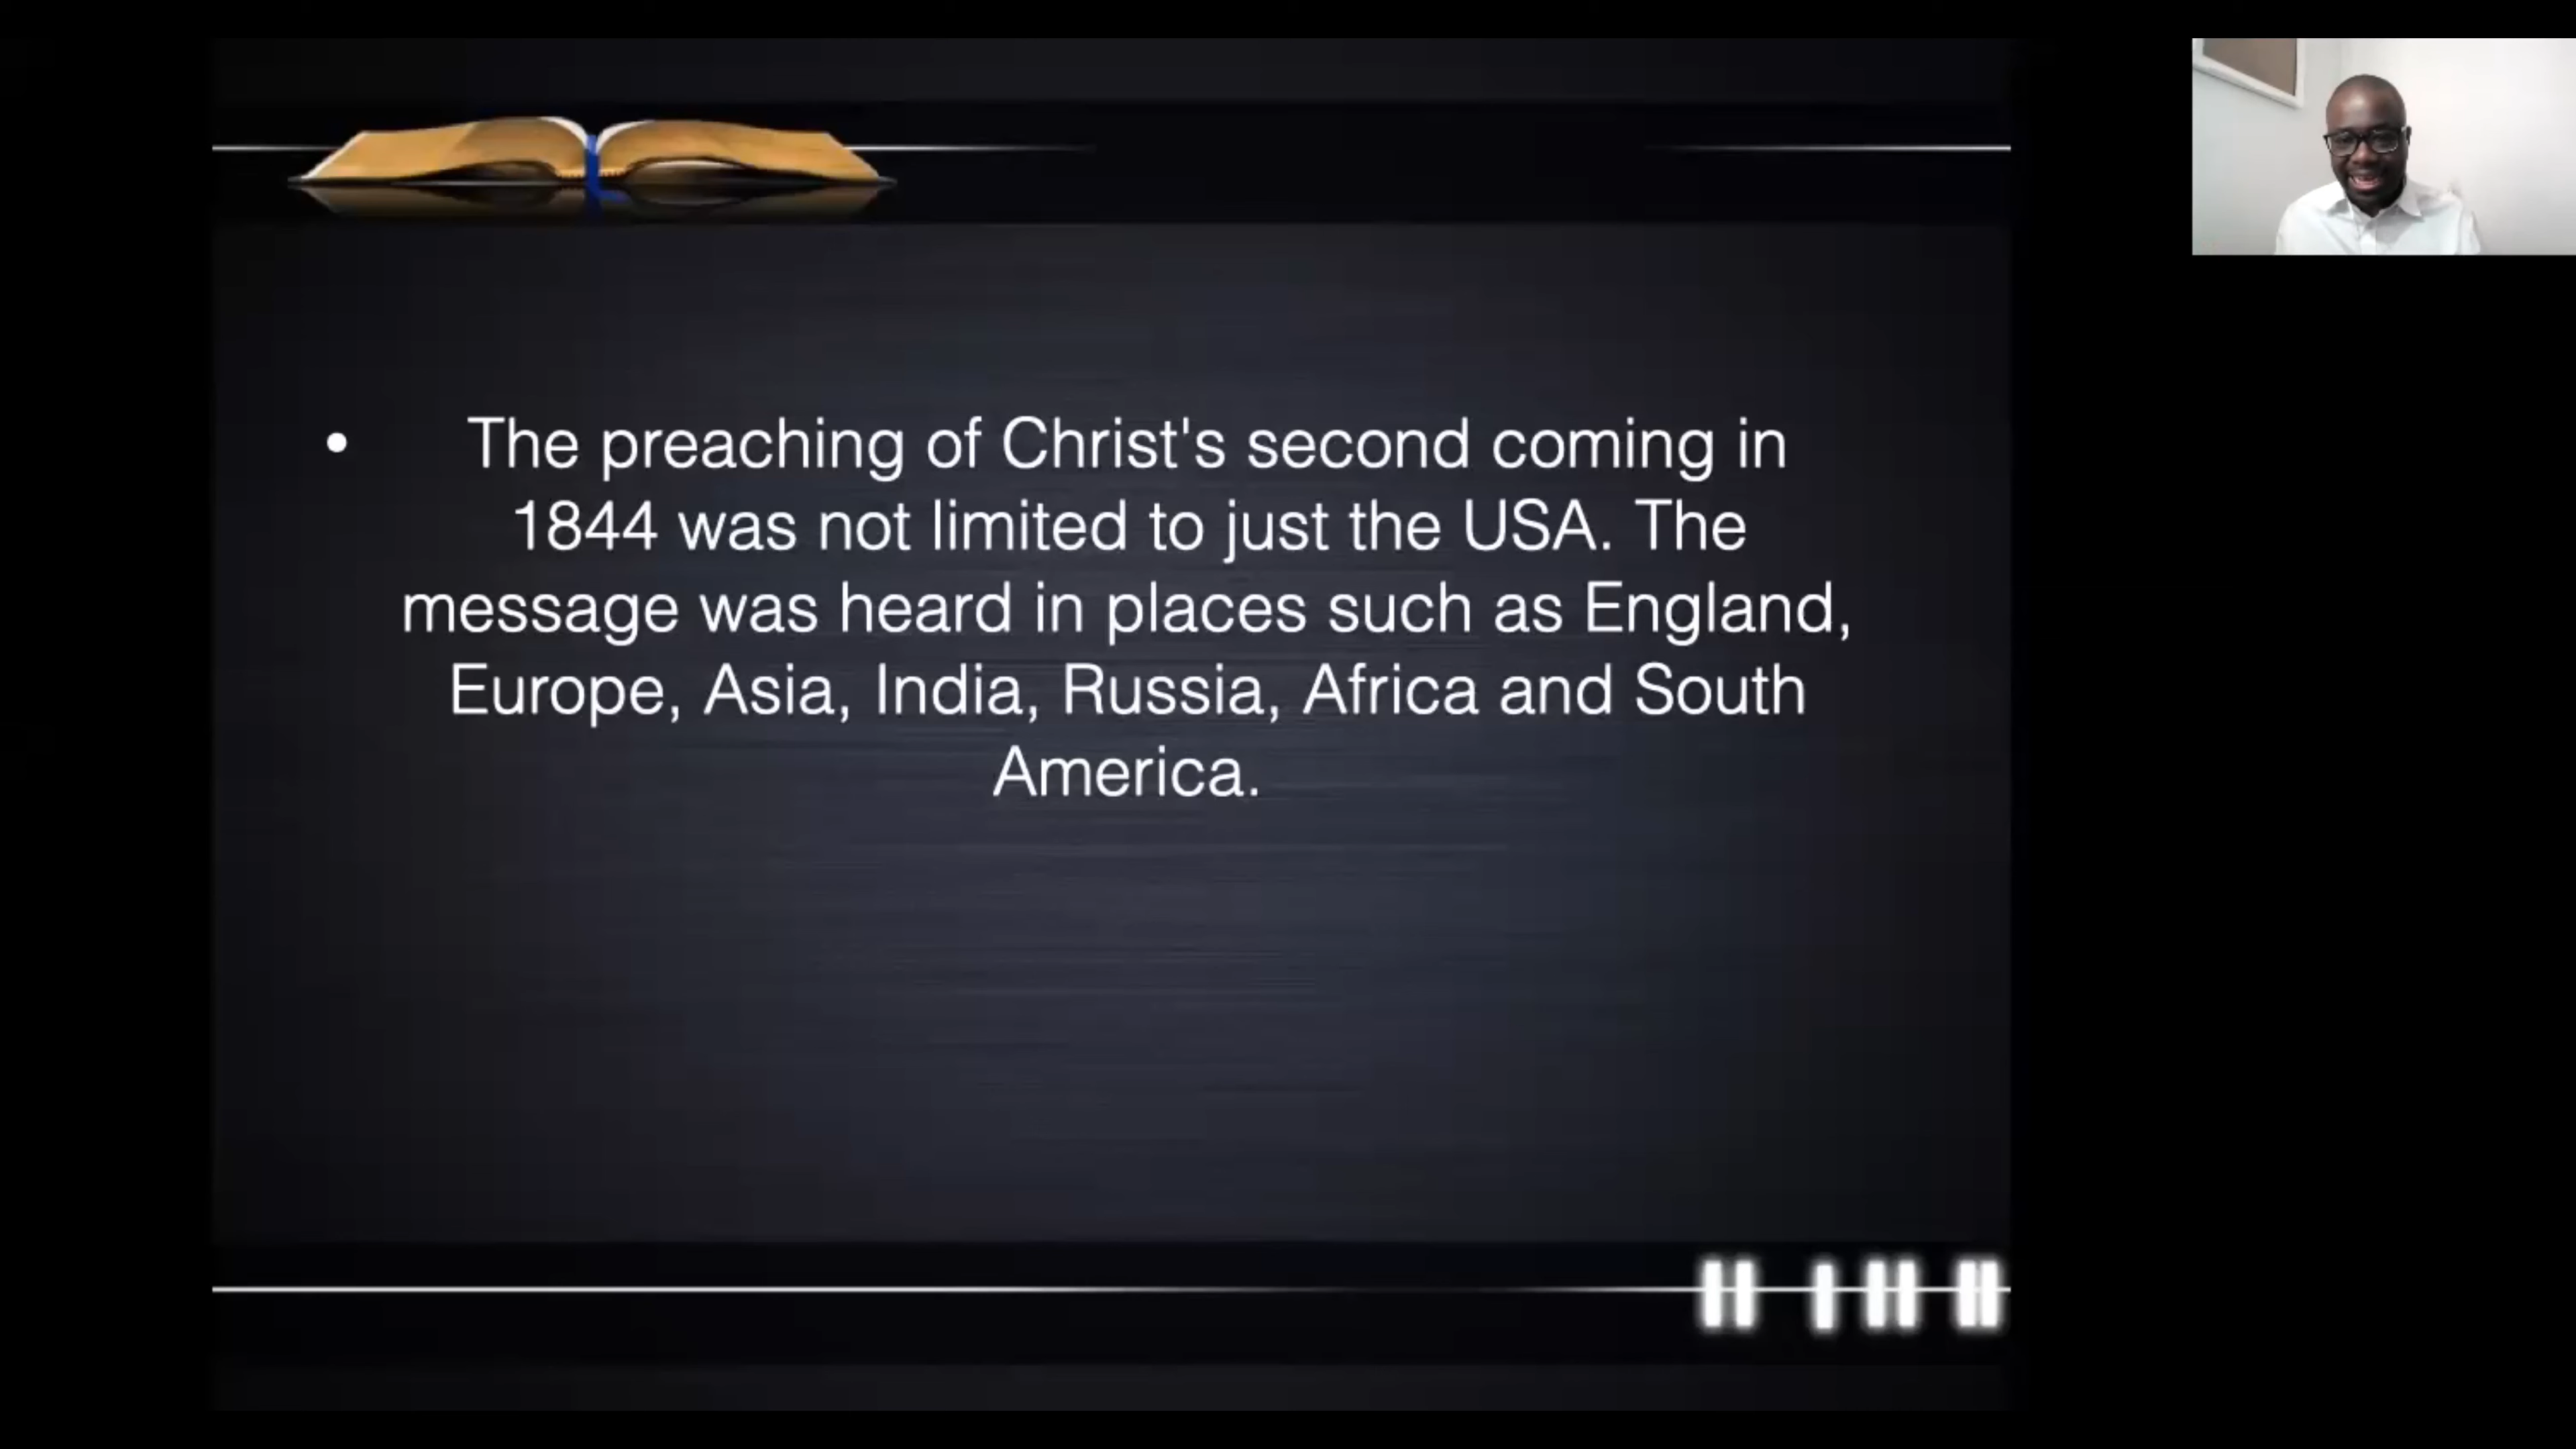 • The preaching of Christ's second coming in
1844 was not limited to just the USA. The
message was heard in places such as England,
Europe, Asia, India, Russia, Africa and South
America.